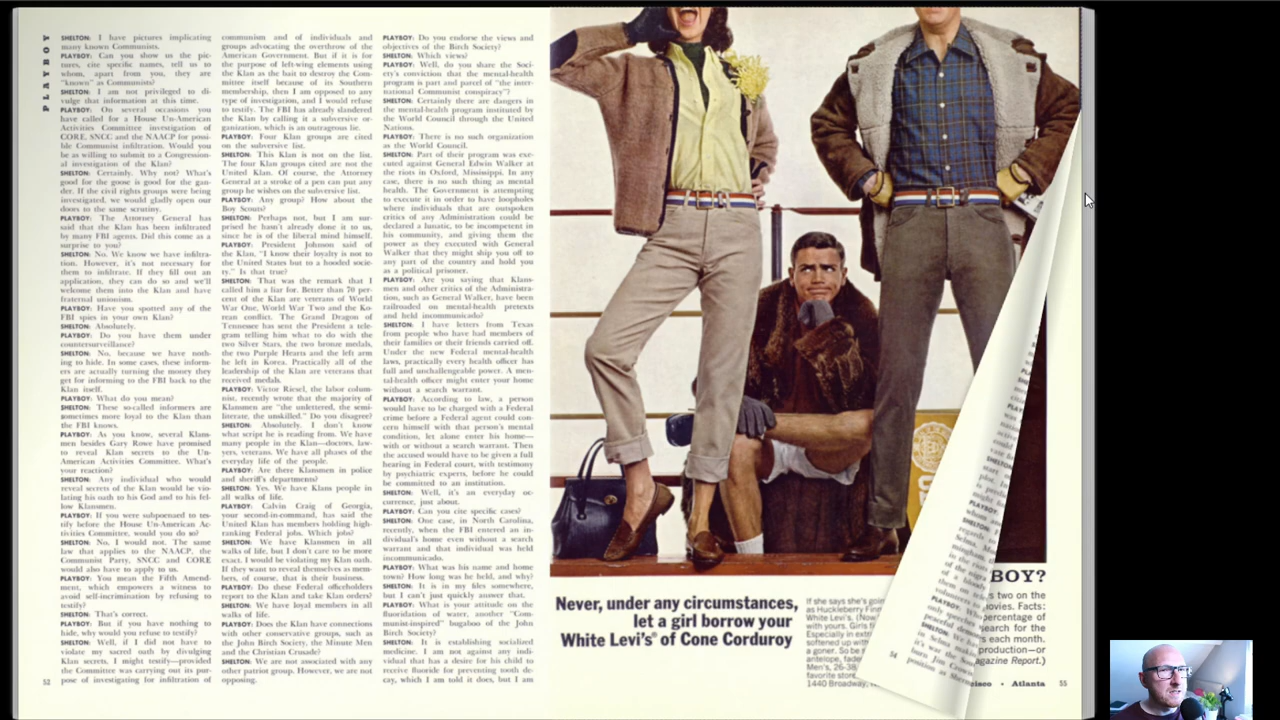 PLAYBOY
SHELTON: I have pictures implicating
many known Communists.
PLAYBOY: Can you show us the pic-
tures, cite specific names, tell us to
whom, apart from you, they are
"known" as Communists?
SHELTON: I am not privileged to di-
vulge that information at this time.
PLAYBOY: On several occasions you
have called for a House Un-American
Activities Committee investigation of
CORE, SNCC and the NAACP for possi-
ble Communist infiltration. Would you
be as willing to submit to a Congression-
al investigation of the Klan?
SHELTON: Certainly. Why not? What's
good for the goose is good for the gan-
der. If the civil rights groups were being
investigated, we would gladly open our
doors to the same scrutiny.
PLAYBOY: The Attorney General has
said that the Klan has been infiltrated
by many FBI agents. Did this come as a
surprise to you?
SHELTON: No. We know we have infiltra-
tion. However, it's not necessary for
them to infiltrate. If they fill out an
application, they can do so and we'll
welcome them into the Klan and have
fraternal unionism.
PLAYBOY: Have you spotted any of the
FBI spies in your own Klan?
SHELTON: Absolutely.
PLAYBOY: Do you have them under
countersurveillance?
SHELTON: No, because we have noth-
ing to hide. In some cases, these inform-
ers are actually turning the money they
get for informing to the FBI back to the
Klan itself.
PLAYBOY: What do you mean?
SHELTON: These so-called informers are
sometimes more loyal to the Klan than
the FBI knows.
PLAYBOY: As you know, several Klans-
men besides Gary Rowe have promised
to reveal Klan secrets to the Un-
American Activities Committee. What's
your reaction?
SHELTON: Any individual who would
reveal secrets of the Klan would be vio-
lating his oath to his God and to his fel-
low Klansmen.
PLAYBOY: If you were subpoenaed to tes-
tify before the House Un-American Ac-
tivities Committee, would you do so?
SHELTON: No, I would not. The same
law that applies to the NAACP, the
Communist Party, SNCC and CORE
would also have to apply to us.
PLAYBOY: You mean the Fifth Amend-
ment, which empowers a witness to
avoid self-incrimination by refusing to
testify?
SHELTON: That's correct.
PLAYBOY: But if you have nothing to
hide, why would you refuse to testify?
SHELTON: Well, if I did not have to
violate my sacred oath by divulging
Klan secrets, I might testify—provided
the Committee was carrying out its pur-
pose of investigating for infiltration of
52
communism and of individuals and
groups advocating the overthrow of the
American Government. But if it is for
the purpose of left-wing elements using
the Klan as bait to destroy the Com-
mittee itself because of its Southern
membership, then I am opposed to any
type of investigation, and I would refuse
to testify. The FBI has already slandered
the Klan by calling it a subversive or-
ganization, which is an outrageous lie.
PLAYBOY: Four Klan groups are cited
on the subversive list.
SHELTON: This Klan is not on the list.
The four Klan groups cited are not the
United Klan. Of course, the Attorney
General at a stroke of a pen can put any
group he wishes on the subversive list.
PLAYBOY: Any group? How about the
Boy Scouts?
SHELTON: Perhaps not, but I am sur-
prised he hasn't already done it to us,
since he is of the liberal mind himself.
PLAYBOY: President Johnson said of
the Klan, "I know their loyalty is not to
the United States but to a hooded socie-
ty." Is that true?
SHELTON: That was the remark that I
called him a liar for. Better than 70 per-
cent of the Klan are veterans of World
War One, World War Two and the Ko-
rean conflict. The Grand Dragon of
Tennessee has sent the President a tele-
gram telling him what to do with the
two Silver Stars, the two bronze medals,
the two Purple Hearts and the left arm
he left in Korea. Practically all of the
leadership of the Klan are veterans that
received medals.
PLAYBOY: Victor Riesel, the labor colum-
nist, recently wrote that the majority of
Klansmen are "the unlettered, the semi-
literate, the unskilled." Do you disagree?
SHELTON: Absolutely. I don't know
what script he is reading from. We have
many people in the Klan—doctors, law-
yers, veterans. We have all phases of the
everyday life of the people.
PLAYBOY: Are there Klansmen in police
and sheriff's departments?
SHELTON: Yes. We have Klans people in
all walks of life.
PLAYBOY: Calvin Craig of Georgia,
your second-in-command, has said the
United Klan has members holding high-
ranking Federal jobs. Which jobs?
SHELTON: We have Klansmen in all
walks of life, but I don't care to be more
exact. I would be violating my Klan oath.
If they want to reveal themselves as mem-
bers, of course, that is their business.
PLAYBOY: Do these Federal officeholders
report to the Klan and take Klan orders?
SHELTON: We have loyal members in all
walks of life.
PLAYBOY: Does the Klan have connections
with other conservative groups, such as
the John Birch Society, the Minute Men
and the Christian Crusade?
SHELTON: We are not associated with any
other patriot group. However, we are not
opposing.
PLAYBOY: Do you endorse the views and
objectives of the Birch Society?
SHELTON: Which views?
PLAYBOY: Well, do you share the Soci-
ety's conviction that the mental-health
program is part and parcel of "the inter-
national Communist conspiracy"?
SHELTON: Certainly there are dangers in
the mental-health program instituted by
the World Council through the United
Nations.
PLAYBOY: There is no such organization
as the World Council.
SHELTON: Part of their program was exe-
cuted against General Edwin Walker at
the riots in Oxford, Mississippi. In any
case, there is no such thing as mental
health. The Government is attempting
to execute it in order to have loopholes
where individuals that are outspoken
critics of any Administration could be
declared a lunatic, to be incompetent in
his community, and giving them the
power as they executed with General
Walker that they might ship you off to
any part of the country and hold you
as a political prisoner.
PLAYBOY: Are you saying that Klans-
men and other critics of the Administra-
tion, such as General Walker, have been
railroaded on mental-health pretexts
and held incommunicado?
SHELTON: I have letters from Texas
from people who have had members of
their families or their friends carried off.
Under the new Federal mental-health
laws, practically every health officer has
full and unchallengeable power. A men-
tal-health officer might enter your home
without a search warrant.
PLAYBOY: According to law, a person
would have to be charged with a Federal
crime before a Federal agent could con-
cern himself with that person's mental
condition, let alone enter his home—
with or without a search warrant. Then
the accused would have to be given a full
hearing in Federal court, with testimony
by psychiatric experts, before he could
be committed to an institution.
SHELTON: Well, it's an everyday oc-
currence, just about.
PLAYBOY: Can you cite specific cases?
SHELTON: One case, in North Carolina,
recently, when the FBI entered an in-
dividual's home even without a search
warrant and that individual was held
incommunicado.
PLAYBOY: What was his name and home
town? How long was he held, and why?
SHELTON: It is in my files somewhere,
but I can't just quickly answer that.
PLAYBOY: What is your attitude on the
fluoridation of water, another "Com-
munist-inspired" bugaboo of the John
Birch Society?
SHELTON: It is establishing socialized
medicine. I am not against any indi-
vidual that has a desire for his child to
receive fluoride for preventing tooth de-
cay, which I am told it does, but I am
Never, under any circumstances,
let a girl borrow your
White Levi's® of Cone Corduroy
If she says she's goin
as Huckleberry Finn
White Levi's. (Now
with yours. Girls
Especially in ext
softened up with
a goner. So be
antelope, fade
Men's, 26-38,
favorite store
1440 Broadway,
54
BOY?
s two on the
ovies. Facts:
percentage of
search for the
s each month.
production—or
agazine Report.)
cisco • Atlanta 55